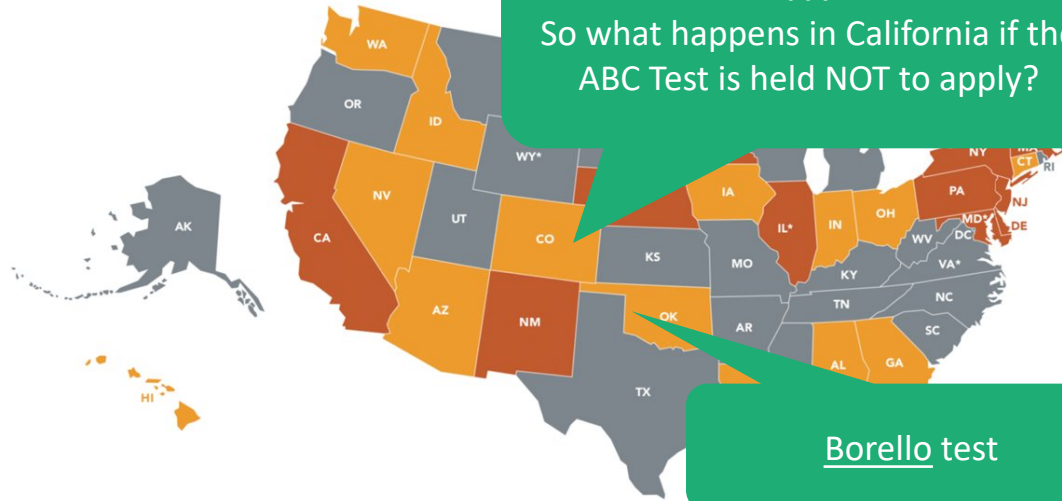 So what happens in California if the
ABC Test is held NOT to apply?
WA
OR
ID
WY*
NV
UT
CA
CO
AZ
NM
KS
OK
TX
IA
MO
AR
IL*
IN
OH
KY
TN
AL
GA
WV
VA*
NC
SC
DC
MD*
DE
NJ
PA
NY
MA
CT
RI
AK
HI
Borello test